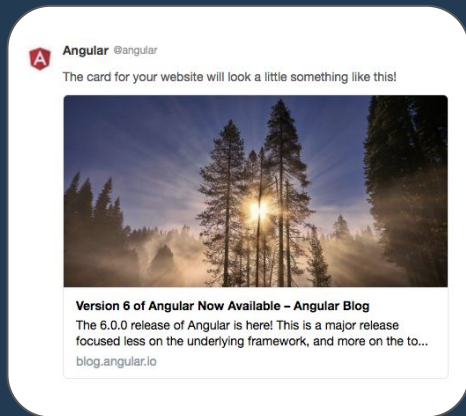 Angular @angular
The card for your website will look a little something like this!
Version 6 of Angular Now Available – Angular Blog
The 6.0.0 release of Angular is here! This is a major release
focused less on the underlying framework, and more on the to...
blog.angular.io